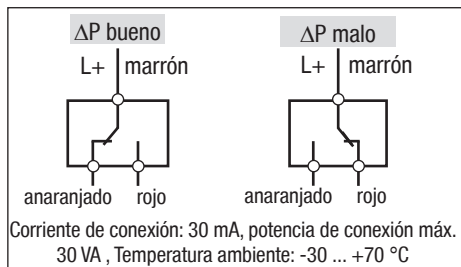 ΔP bueno
L+ marrón
anaranjado rojo
ΔP malo
L+ marrón
anaranjado rojo
Corriente de conexión: 30 mA, potencia de conexión máx.
30 VA , Temperatura ambiente: -30 ... +70 °C